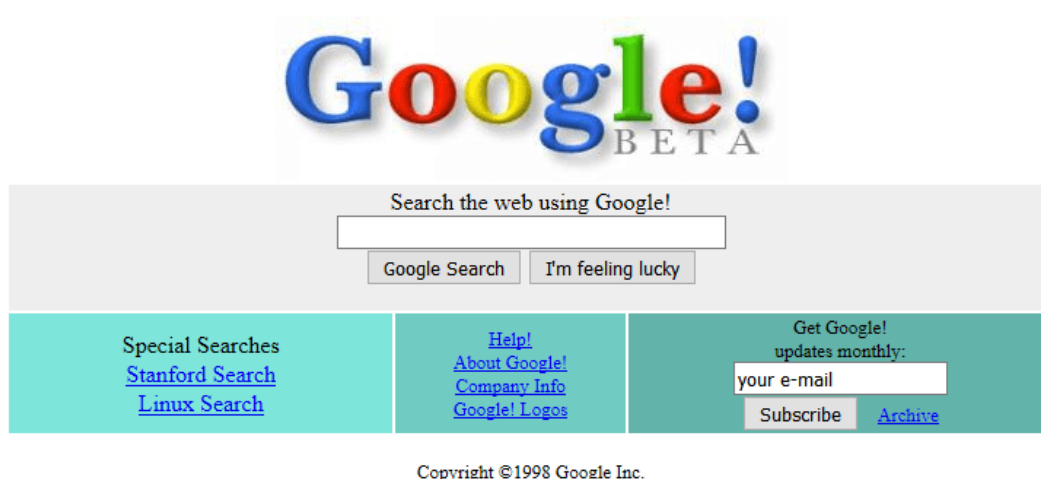 Google!
BETA
Search the web using Google!
Google Search I'm feeling lucky
Special Searches
Stanford Search
Linux Search
Help!
About Google!
Company Info
Google! Logos
Get Google!
updates monthly:
your e-mail
Subscribe Archive
Copyright ©1998 Google Inc.